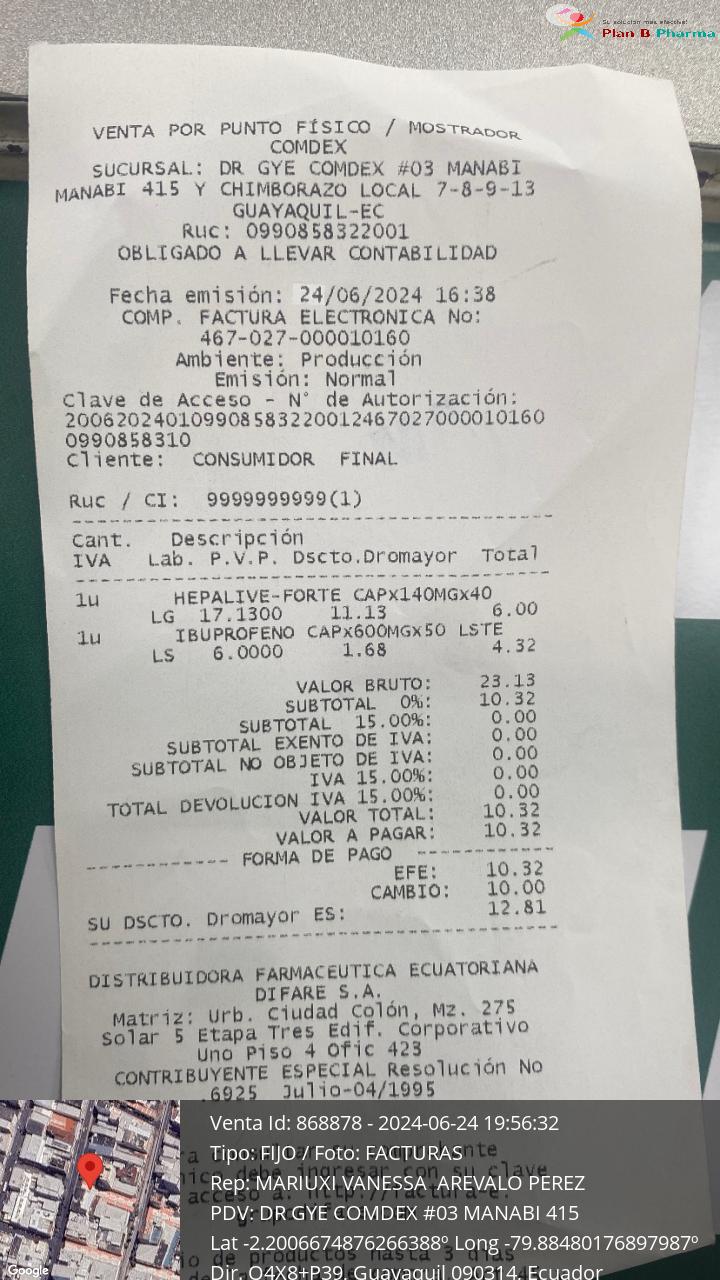 Su solución más efectiva!
Plan B Pharma
VENTA POR PUNTO FÍSICO / MOSTRADOR
COMDEX
SUCURSAL: DR GYE COMDEX #03 MANABI
MANABI 415 Y CHIMBORAZO LOCAL 7-8-9-13
GUAYAQUIL-EC
Ruc: 0990858322001
OBLIGADO A LLEVAR CONTABILIDAD
Fecha emisión: 24/06/2024 16:38
COMP. FACTURA ELECTRONICA No:
467-027-000010160
Ambiente: Producción
Emisión: Normal
Clave de Acceso - N° de Autorización:
200620240109908583220012467027000010160
0990858310
Cliente: CONSUMIDOR FINAL
Ruc / CI: 9999999999(1)
Cant. Descripción
IVA Lab. P.V.P. Dscto.Dromayor Total
1u HEPALIVE-FORTE CAPx140MGx40
LG 17.1300 11.13 6.00
1u IBUPROFENO CAPx600MGx50 LSTE
LS 6.0000 1.68 4.32
VALOR BRUTO: 23.13
SUBTOTAL 0%: 10.32
SUBTOTAL 15.00%: 0.00
SUBTOTAL EXENTO DE IVA: 0.00
SUBTOTAL NO OBJETO DE IVA: 0.00
IVA 15.00%: 0.00
TOTAL DEVOLUCION IVA 15.00%: 0.00
VALOR TOTAL: 10.32
VALOR A PAGAR: 10.32
----------- FORMA DE PAGO -----------
EFE: 10.32
CAMBIO: 10.00
SU DSCTO. Dromayor ES: 12.81
DISTRIBUIDORA FARMACEUTICA ECUATORIANA
DIFARE S.A.
Matriz: Urb. Ciudad Colón, Mz. 275
Solar 5 Etapa Tres Edif. Corporativo
Uno Piso 4 Ofic 423
CONTRIBUYENTE ESPECIAL Resolución No
.6925 Julio-04/1995
Venta Id: 868878 - 2024-06-24 19:56:32
Tipo: FIJO / Foto: FACTURAS
Rep: MARIUXI VANESSA AREVALO PEREZ
PDV: DR GYE COMDEX #03 MANABI 415
Lat -2.2006674876266388º Long -79.88480176897987º
Dir. Q4X8+P39, Guayaquil 090314, Ecuador
Google